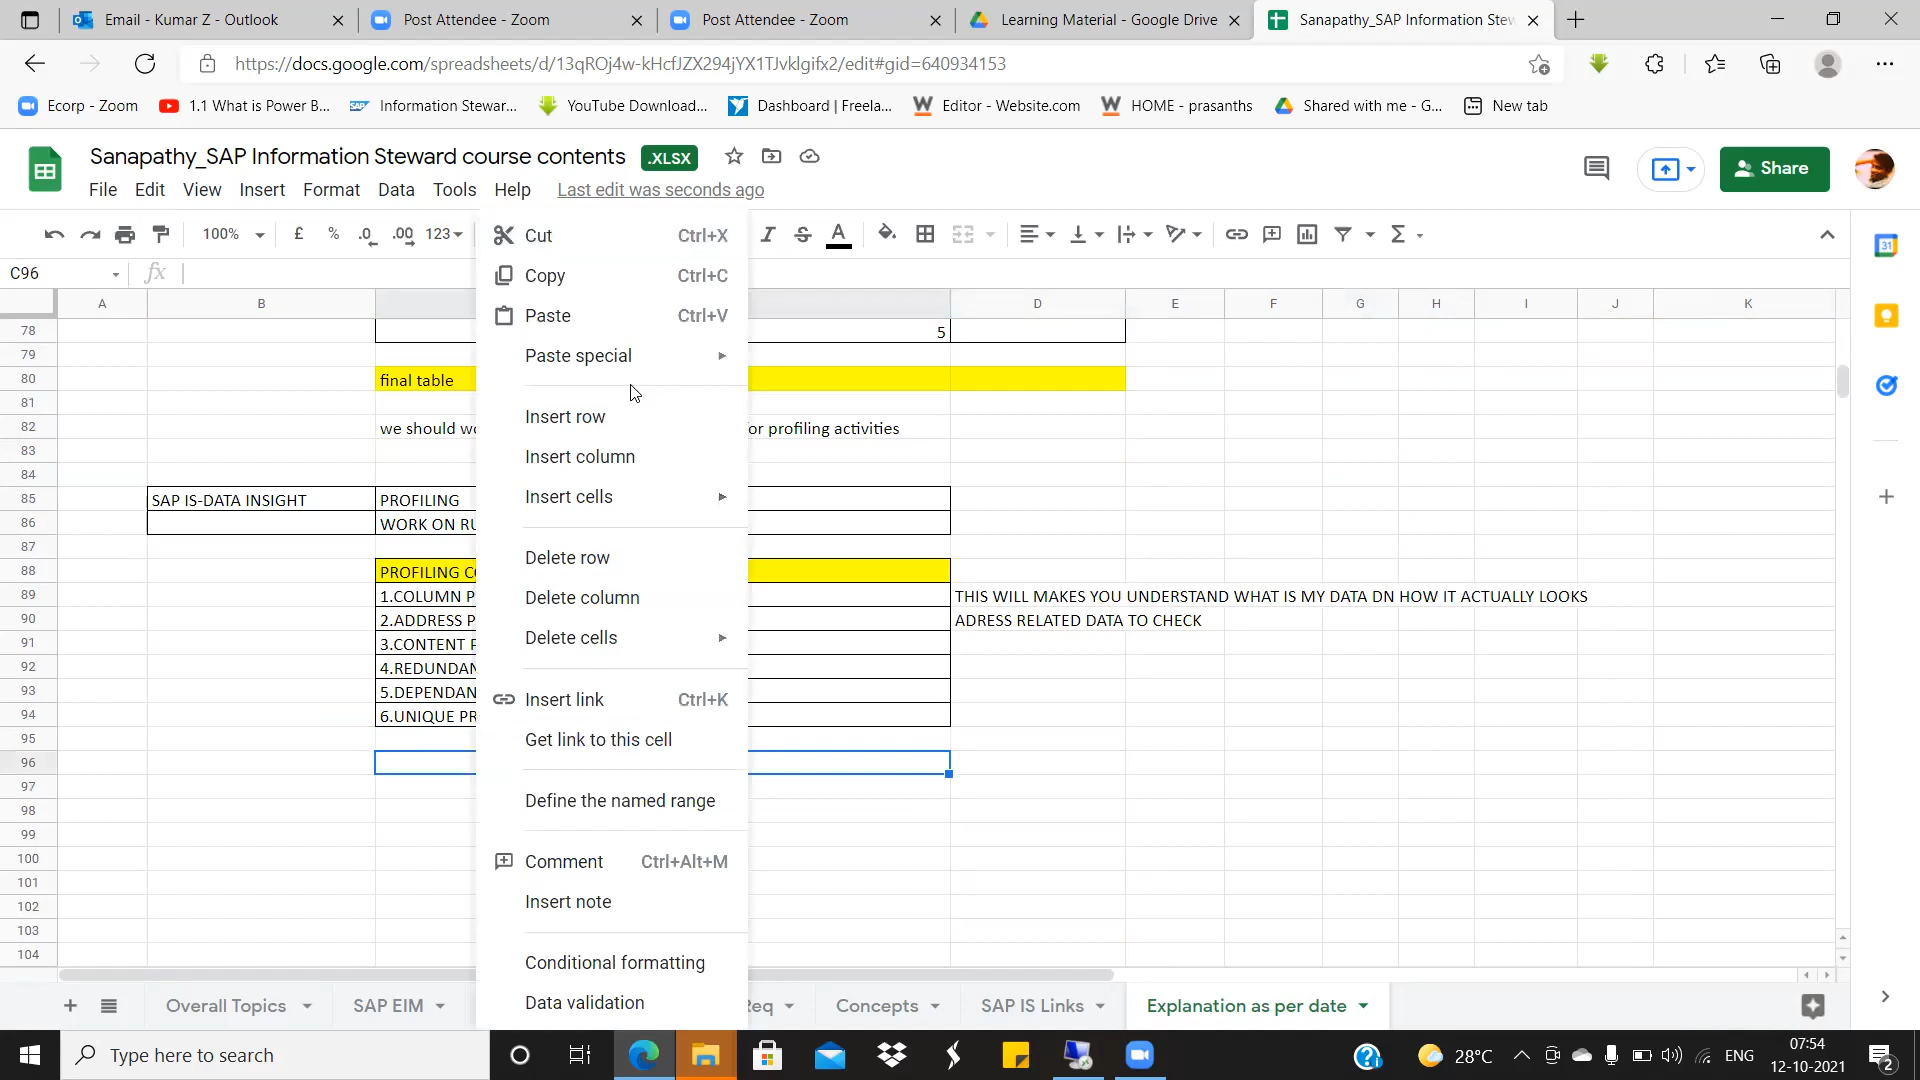 Email - Kumar Z - Outlook
Post Attendee - Zoom
Post Attendee - Zoom
Learning Material - Google Drive
Sanapathy_SAP Information Stew
https://docs.google.com/spreadsheets/d/13qROj4w-kHcfJZX294jYX1TJvklgifx2/edit#gid=640934153
Ecorp - Zoom
1.1 What is Power B...
Information Stewar...
YouTube Download...
Dashboard | Freela...
Editor - Website.com
HOME - prasanths
Shared with me - G...
New tab
Sanapathy_SAP Information Steward course contents
.XLSX
Share
File Edit View Insert Format Data Tools Help Last edit was seconds ago
100% £ % .0 .00 123
C96
fx
A B D E F G H I J K
78 5
79
80 final table
81
82 we should wo or profiling activities
83
84
85 SAP IS-DATA INSIGHT PROFILING
86 WORK ON RU
87
88 PROFILING CO
89 1.COLUMN P THIS WILL MAKES YOU UNDERSTAND WHAT IS MY DATA DN HOW IT ACTUALLY LOOKS
90 2.ADDRESS P ADRESS RELATED DATA TO CHECK
91 3.CONTENT P
92 4.REDUNDAN
93 5.DEPENDAN
94 6.UNIQUE PR
95
96
97
98
99
100
101
102
103
104
Cut Ctrl+X
Copy Ctrl+C
Paste Ctrl+V
Paste special
Insert row
Insert column
Insert cells
Delete row
Delete column
Delete cells
Insert link Ctrl+K
Get link to this cell
Define the named range
Comment Ctrl+Alt+M
Insert note
Conditional formatting
Data validation
31
Overall Topics
SAP EIM
Req
Concepts
SAP IS Links
Explanation as per date
Type here to search
28°C
ENG
07:54
12-10-2021
2